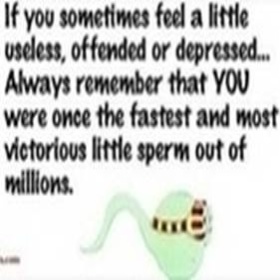 If you sometimes feel a little
useless, offended or depressed...
Always remember that YOU
were once the fastest and most
victorious little sperm out of
millions.